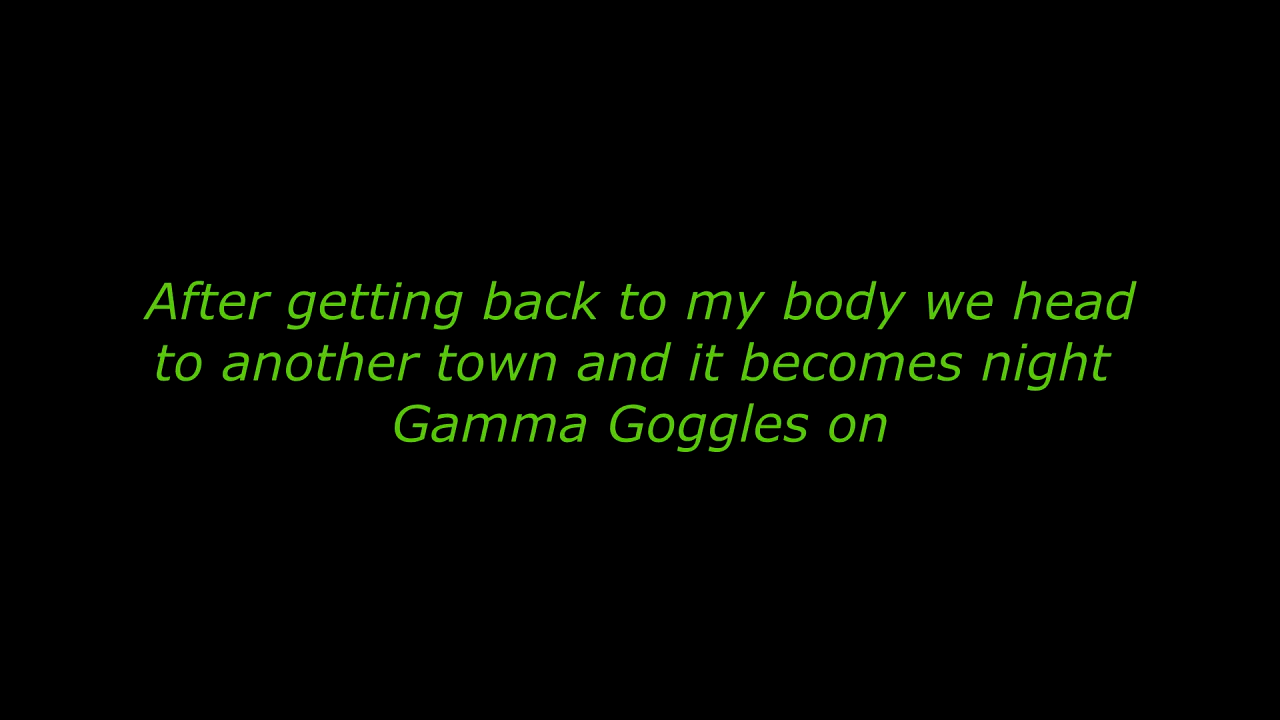 After getting back to my body we head
to another town and it becomes night
Gamma Goggles on